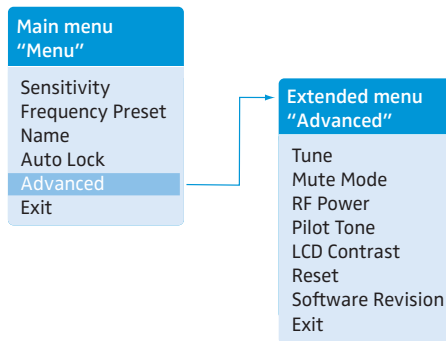 Main menu
“Menu”
Sensitivity
Frequency Preset
Name
Auto Lock
Advanced
Exit
Extended menu
“Advanced”
Tune
Mute Mode
RF Power
Pilot Tone
LCD Contrast
Reset
Software Revision
Exit